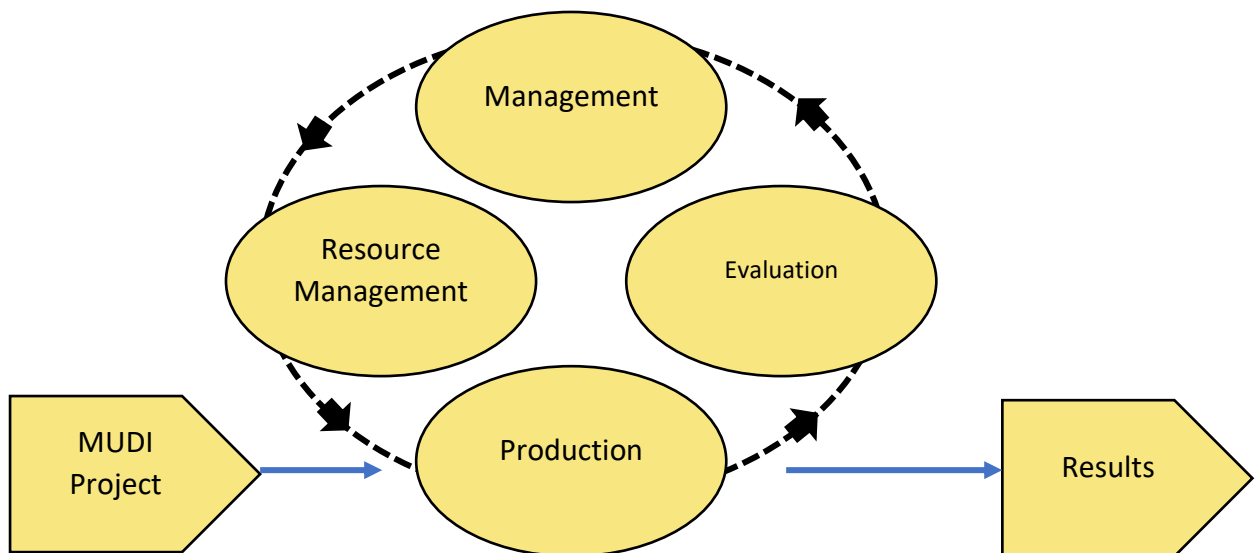 Management
Resource
Management
Evaluation
MUDI
Project
Production
Results